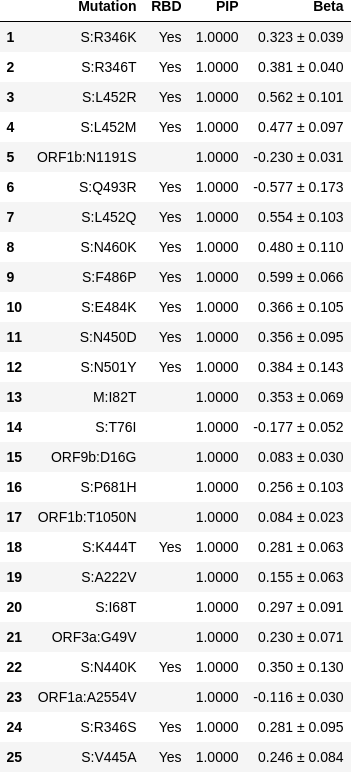 Mutation RBD PIP Beta
1 S:R346K Yes 1.0000 0.323 ± 0.039
2 S:R346T Yes 1.0000 0.381 ± 0.040
3 S:L452R Yes 1.0000 0.562 ± 0.101
4 S:L452M Yes 1.0000 0.477 ± 0.097
5 ORF1b:N1191S 1.0000 -0.230 ± 0.031
6 S:Q493R Yes 1.0000 -0.577 ± 0.173
7 S:L452Q Yes 1.0000 0.554 ± 0.103
8 S:N460K Yes 1.0000 0.480 ± 0.110
9 S:F486P Yes 1.0000 0.599 ± 0.066
10 S:E484K Yes 1.0000 0.366 ± 0.105
11 S:N450D Yes 1.0000 0.356 ± 0.095
12 S:N501Y Yes 1.0000 0.384 ± 0.143
13 M:I82T 1.0000 0.353 ± 0.069
14 S:T76I 1.0000 -0.177 ± 0.052
15 ORF9b:D16G 1.0000 0.083 ± 0.030
16 S:P681H 1.0000 0.256 ± 0.103
17 ORF1b:T1050N 1.0000 0.084 ± 0.023
18 S:K444T Yes 1.0000 0.281 ± 0.063
19 S:A222V 1.0000 0.155 ± 0.063
20 S:I68T 1.0000 0.297 ± 0.091
21 ORF3a:G49V 1.0000 0.230 ± 0.071
22 S:N440K Yes 1.0000 0.350 ± 0.130
23 ORF1a:A2554V 1.0000 -0.116 ± 0.030
24 S:R346S Yes 1.0000 0.281 ± 0.095
25 S:V445A Yes 1.0000 0.246 ± 0.084